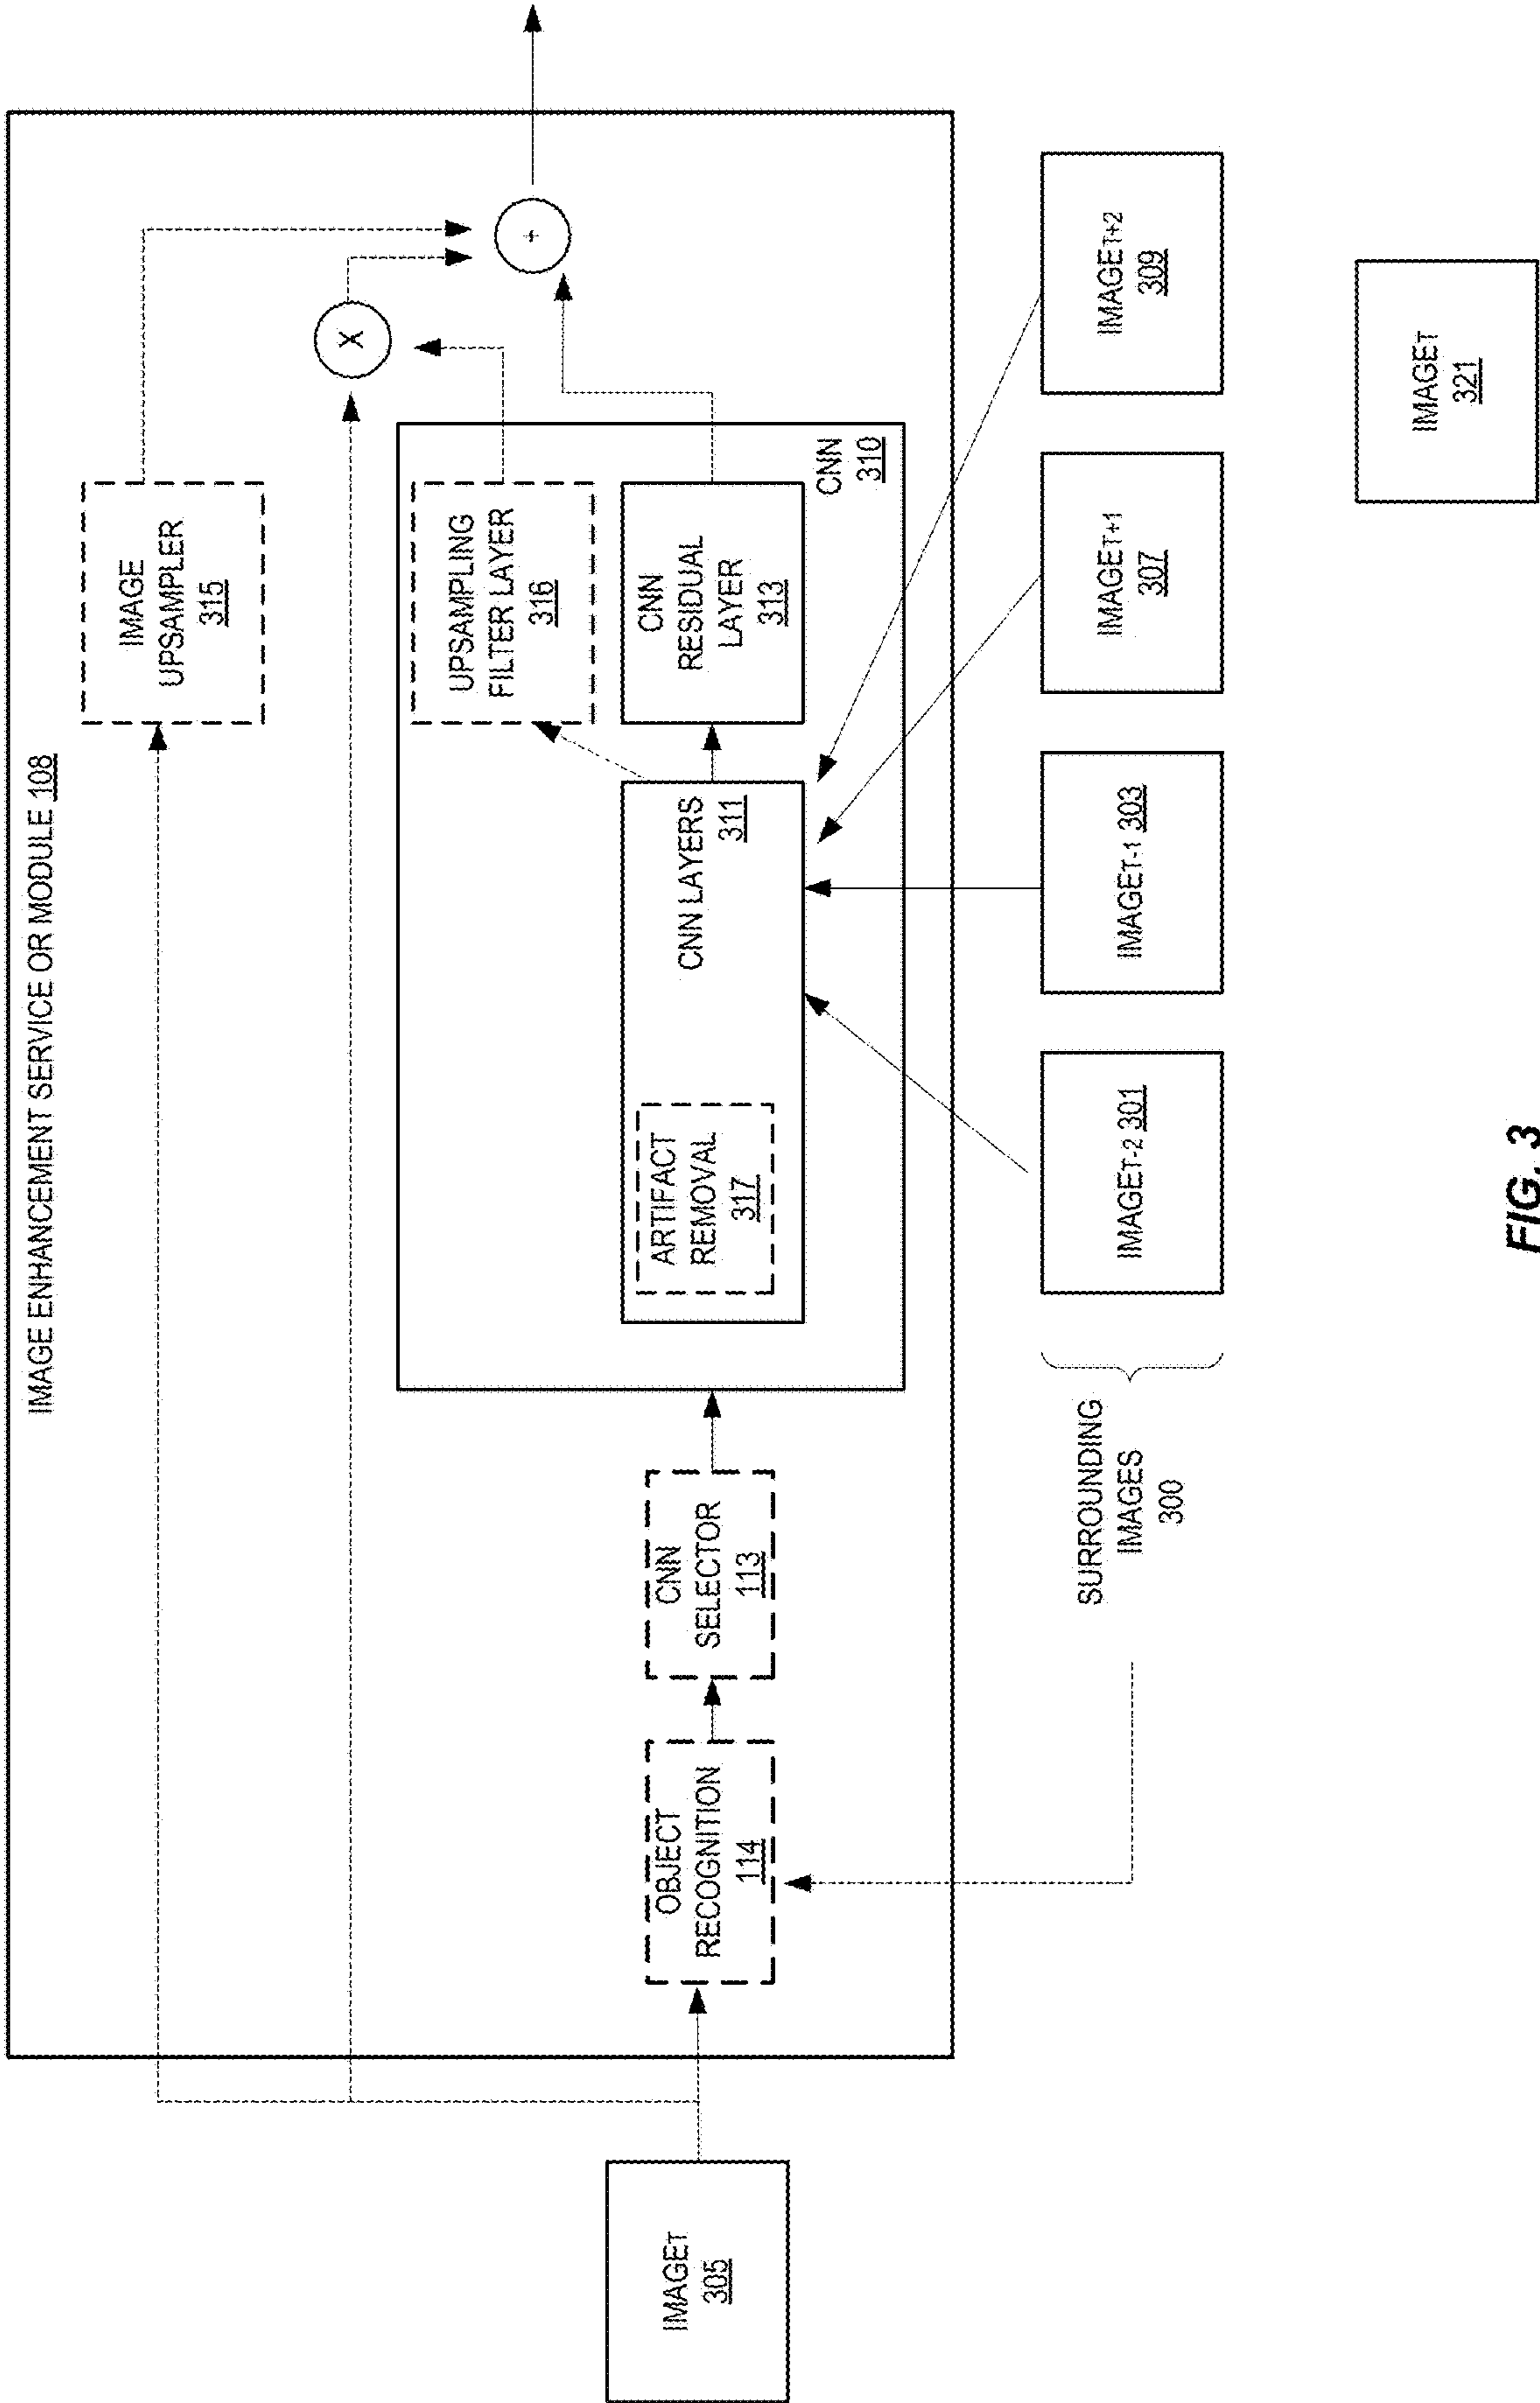 IMAGE ENHANCEMENT SERVICE OR MODULE 108
IMAGE
UPSAMPLER
315
X
+
UPSAMPLING
FILTER LAYER
316
IMAGET
305
OBJECT
RECOGNITION
114
CNN
SELECTOR
113
ARTIFACT
REMOVAL
317
CNN LAYERS
311
CNN
RESIDUAL
LAYER
313
CNN
310
SURROUNDING
IMAGES
300
IMAGET-2 301
IMAGET-1 303
IMAGET+1
307
IMAGET+2
309
IMAGET
321
FIG. 3